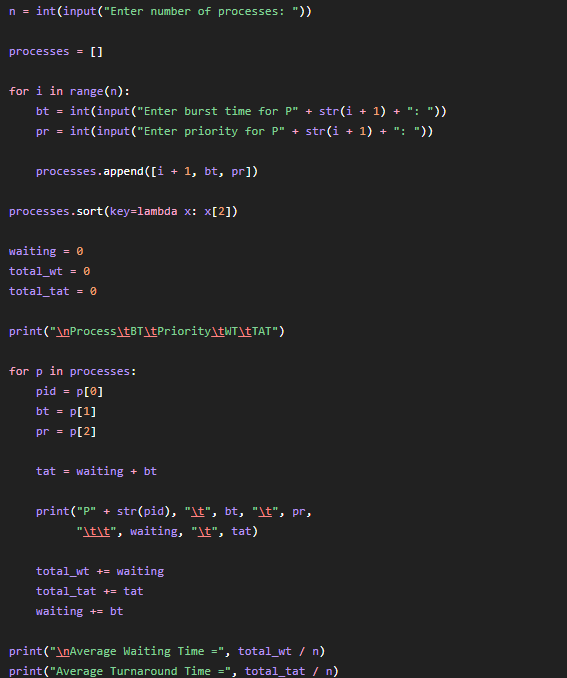 n = int(input("Enter number of processes: "))
processes = []
for i in range(n):
    bt = int(input("Enter burst time for P" + str(i + 1) + ": "))
    pr = int(input("Enter priority for P" + str(i + 1) + ": "))
    processes.append([i + 1, bt, pr])
processes.sort(key=lambda x: x[2])
waiting = 0
total_wt = 0
total_tat = 0
print("\nProcess\tBT\tPriority\tWT\tTAT")
for p in processes:
    pid = p[0]
    bt = p[1]
    pr = p[2]
    tat = waiting + bt
    print("P" + str(pid), "\t", bt, "\t", pr,
          "\t\t", waiting, "\t", tat)
    total_wt += waiting
    total_tat += tat
    waiting += bt
print("\nAverage Waiting Time =", total_wt / n)
print("Average Turnaround Time =", total_tat / n)